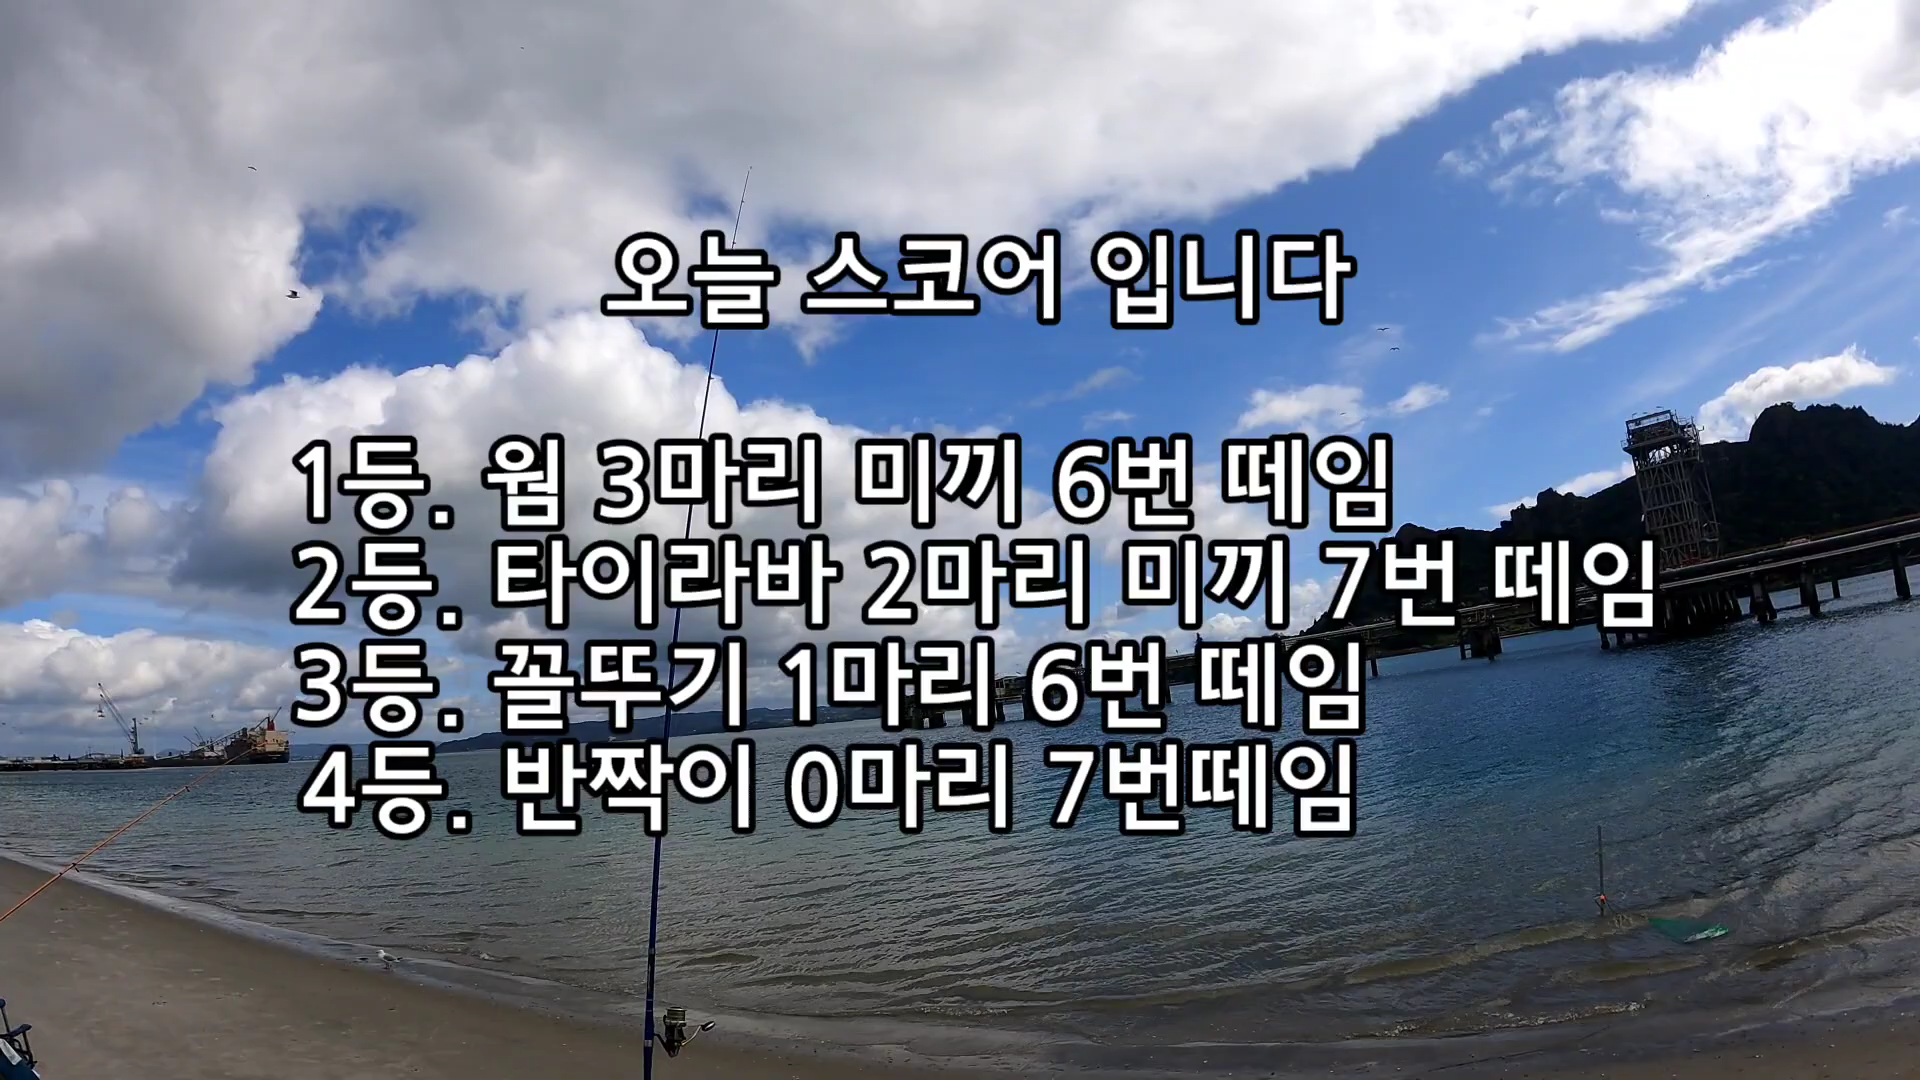 오늘 스코어 입니다
1등. 웜 3마리 미끼 6번 떼임
2등. 타이라바 2마리 미끼 7번 떼임
3등. 꼴뚜기 1마리 6번 떼임
4등. 반짝이 0마리 7번떼임